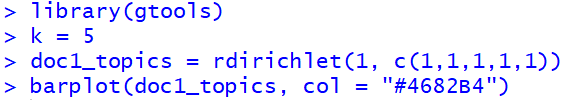 > library(gtools)
> k = 5
> doc1_topics = rdirichlet(1, c(1,1,1,1,1))
> barplot(doc1_topics, col = "#4682B4")